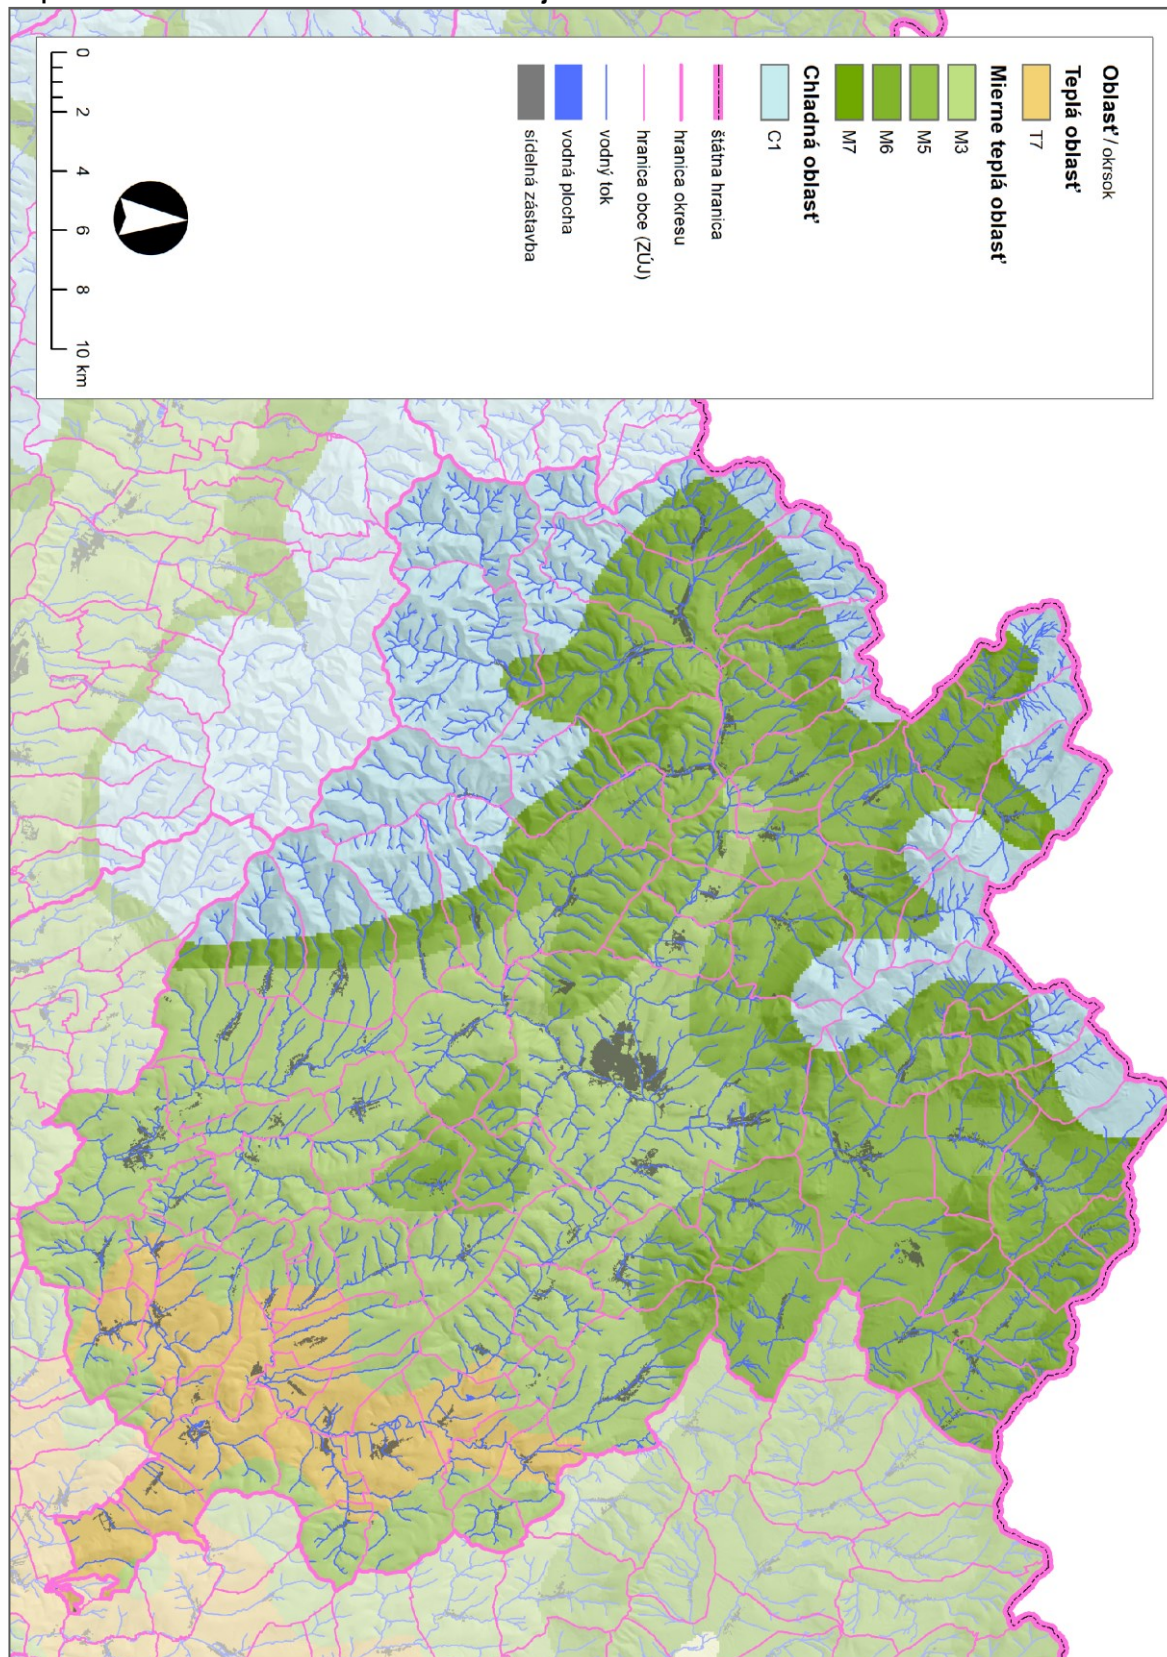 Oblasť / okrsok
Teplá oblasť
T7
Mierne teplá oblasť
M3
M5
M6
M7
Chladná oblasť
C1
štátna hranica
hranica okresu
hranica obce (ZÚJ)
vodný tok
vodná plocha
sídelná zástavba
0 2 4 6 8 10 km